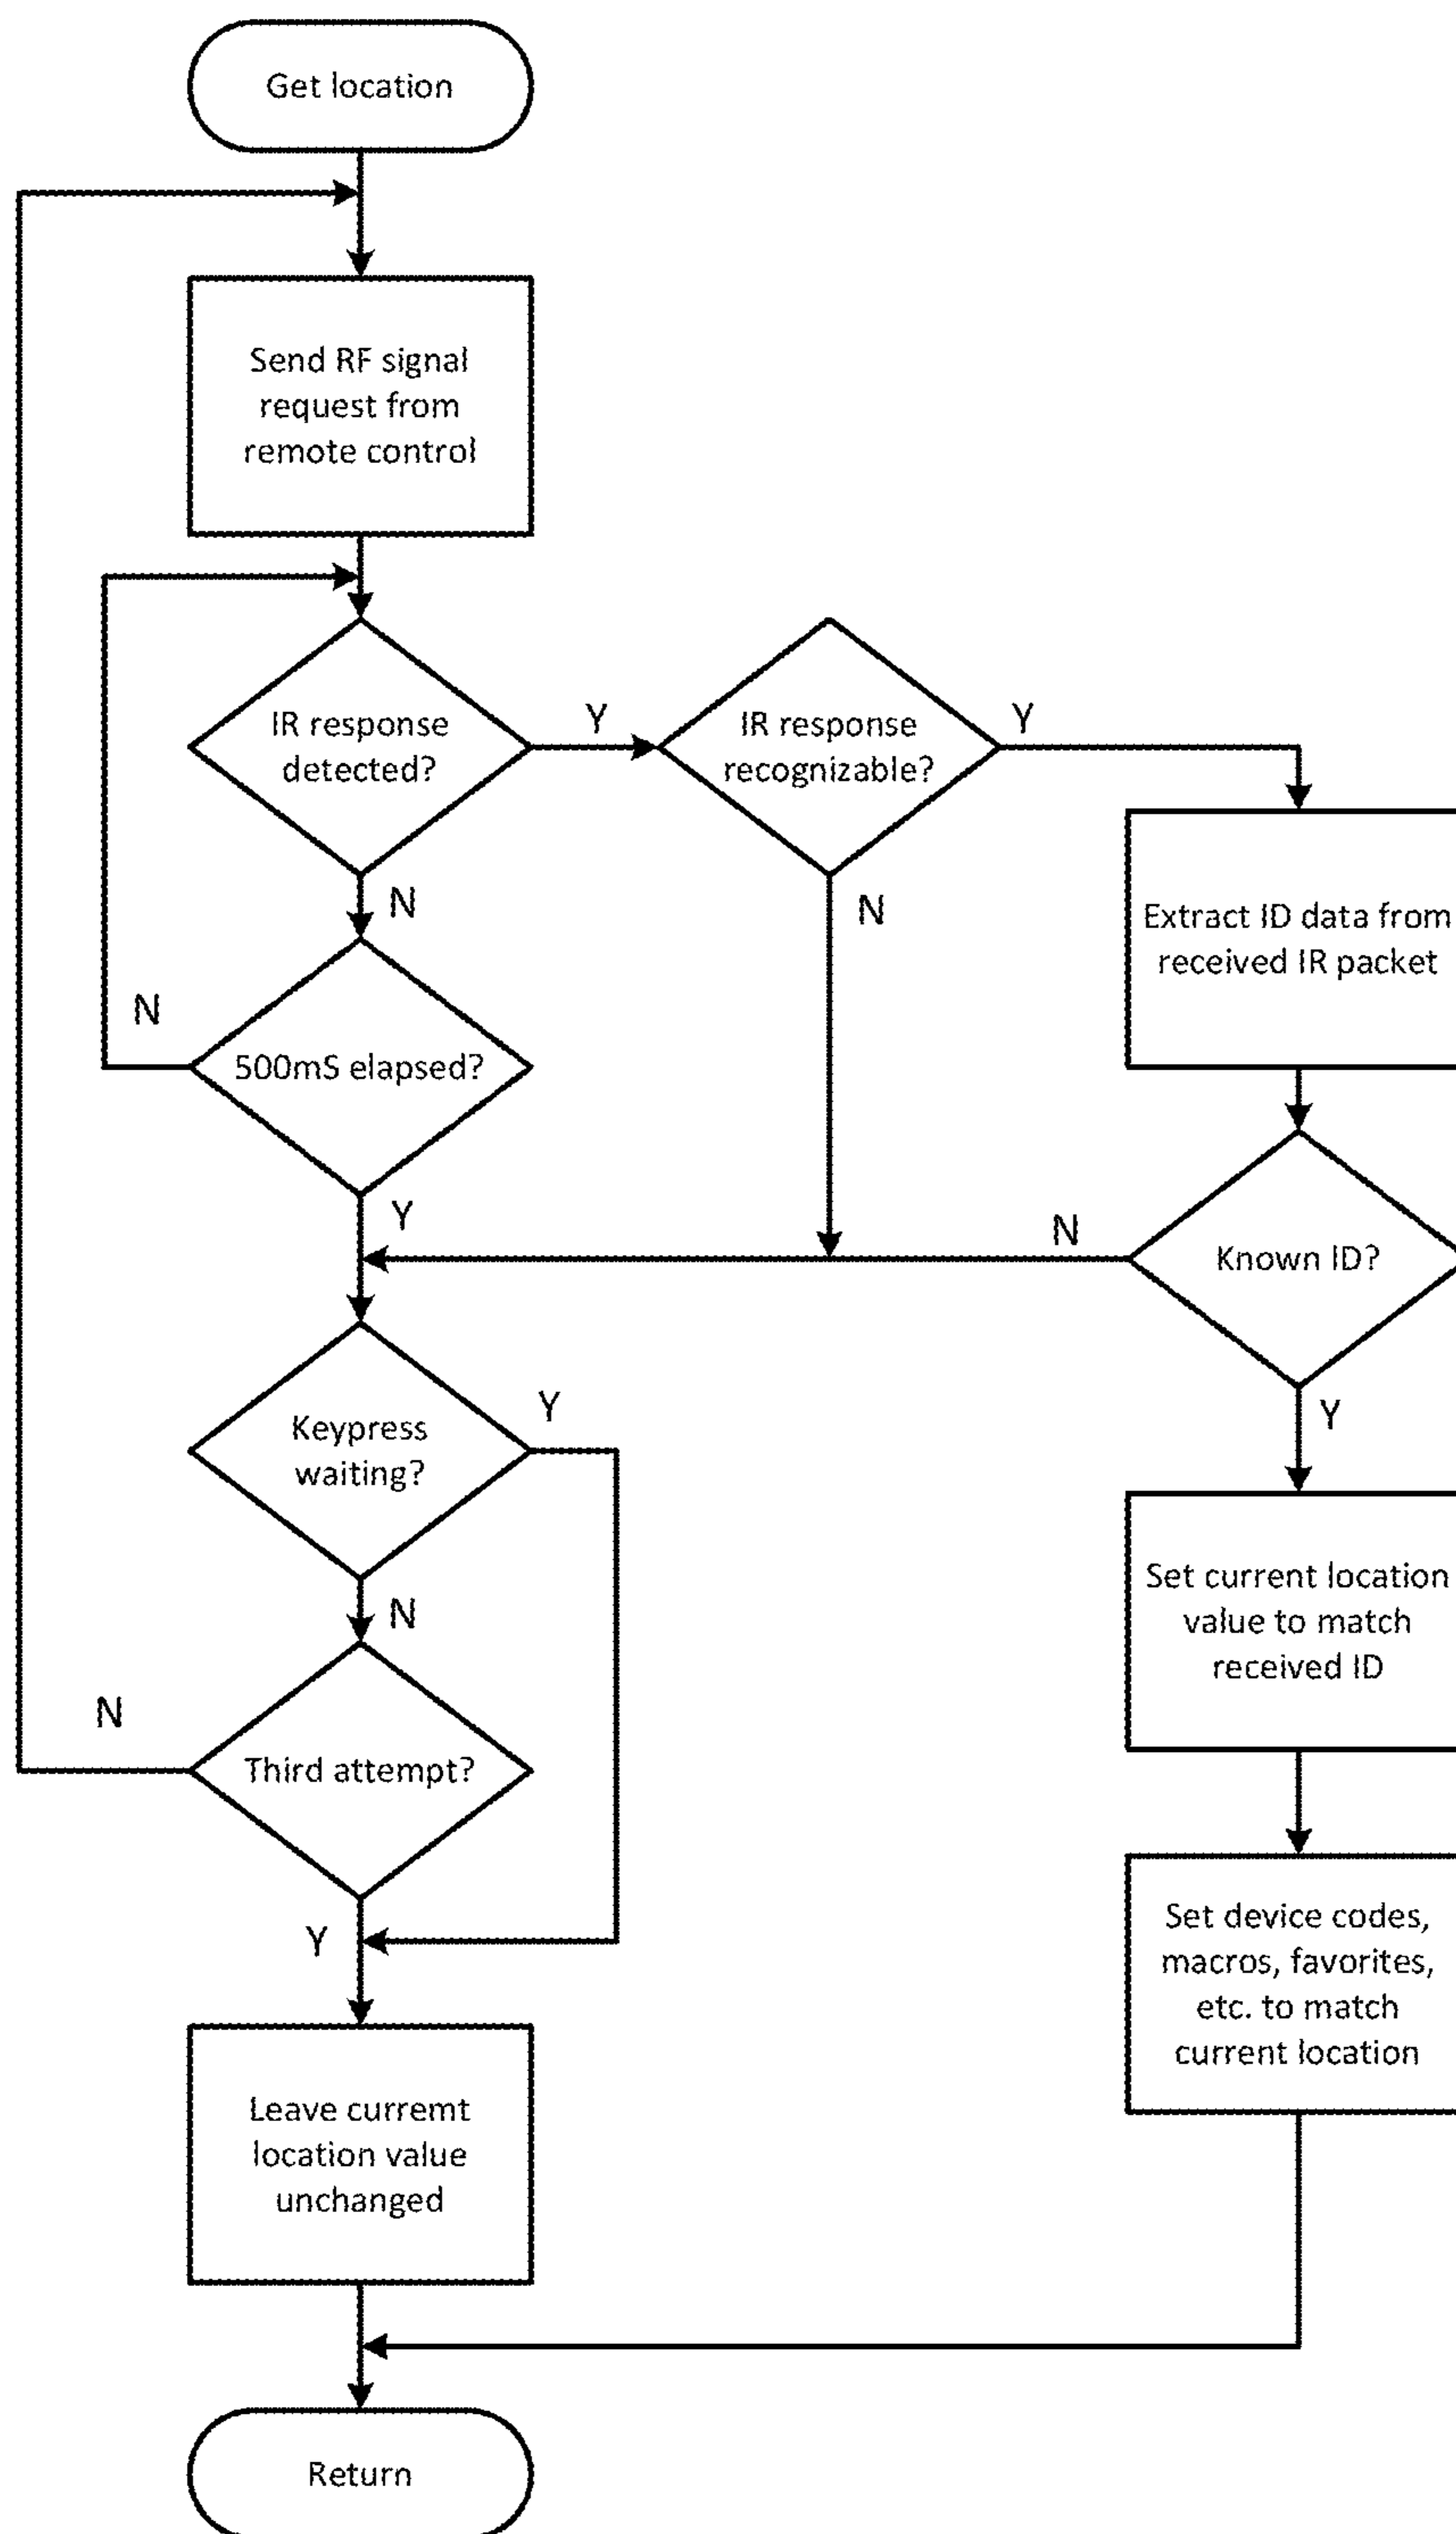 Get location
Send RF signal
request from
remote control
IR response
detected?
Y
IR response
recognizable?
Y
N
N
Extract ID data from
received IR packet
N
500mS elapsed?
Y
N
Known ID?
Y
Keypress
waiting?
Y
N
Set current location
value to match
received ID
N
Third attempt?
Y
Set device codes,
macros, favorites,
etc. to match
current location
Leave curremt
location value
unchanged
Return